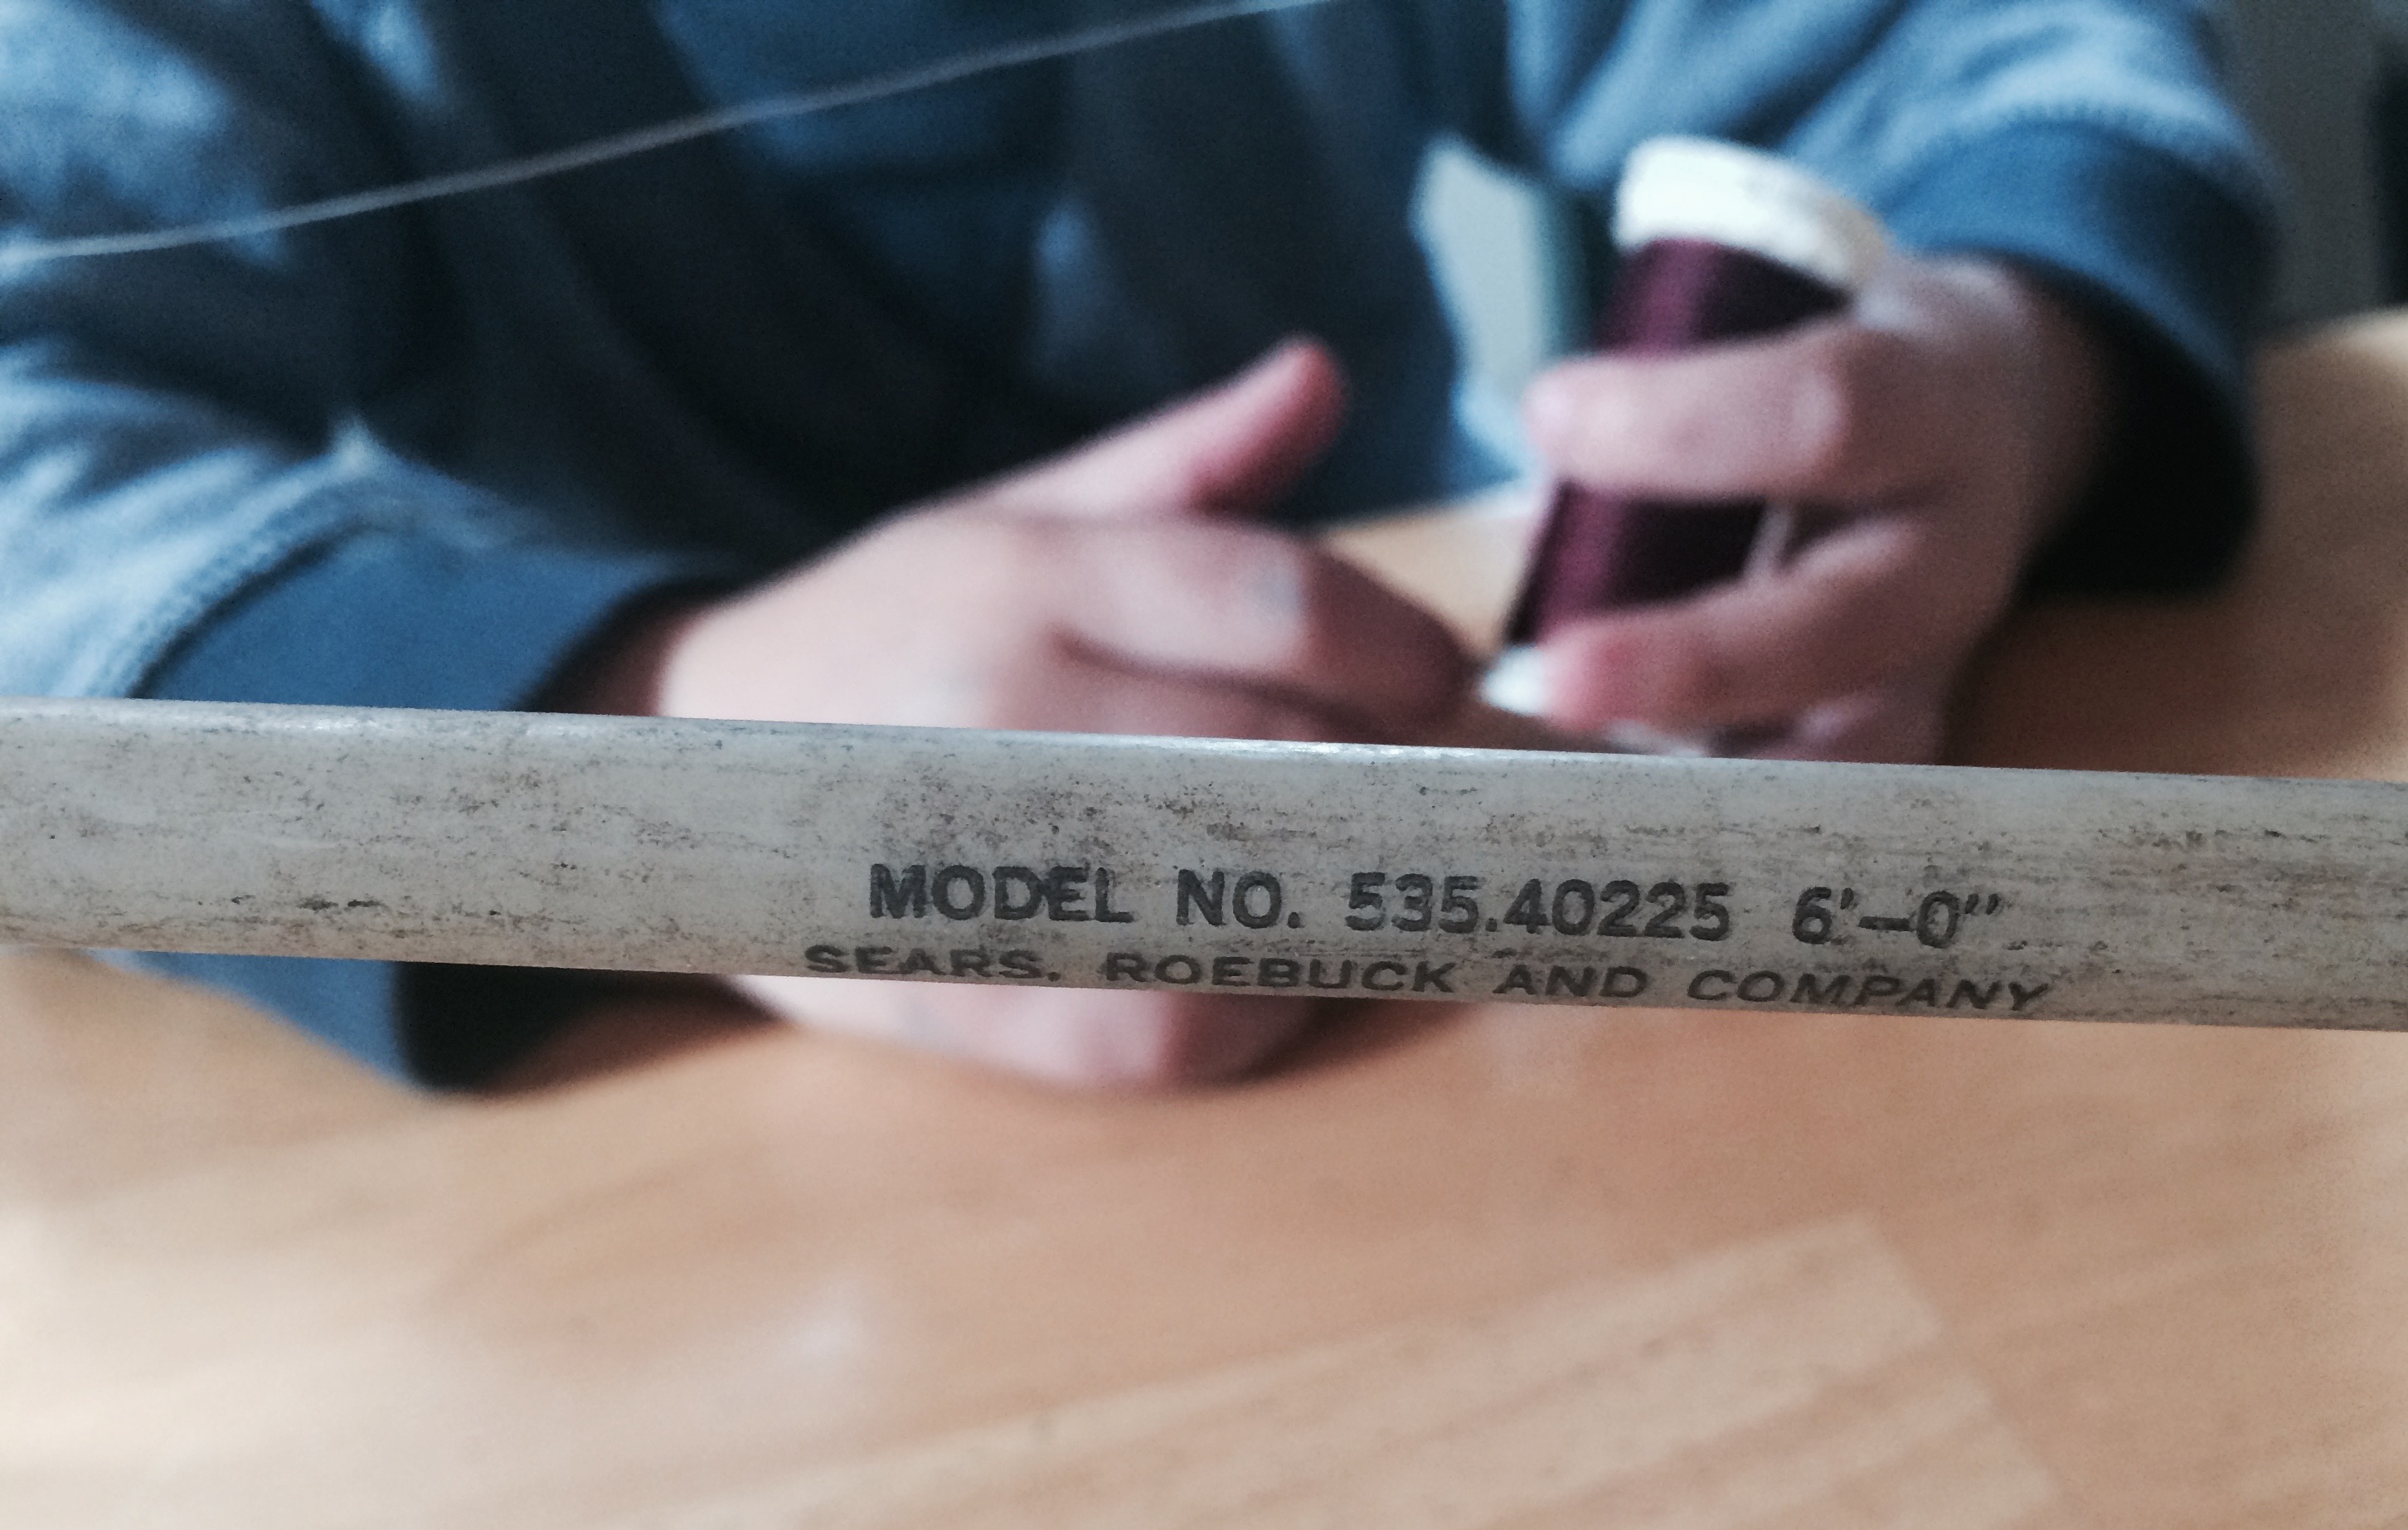 MODEL NO. 535.40225 6'-0"
SEARS, ROEBUCK AND COMPANY